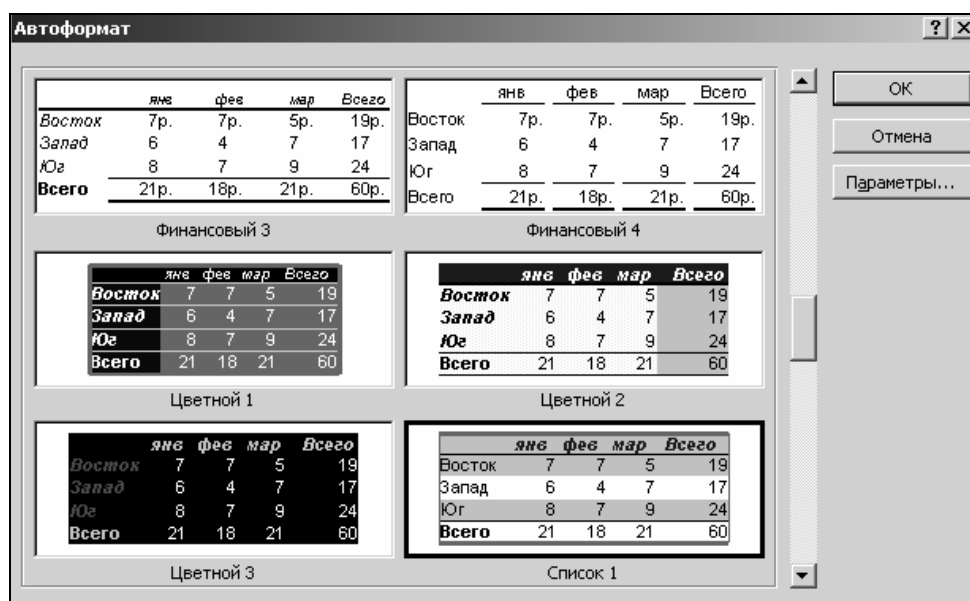 Автоформат
янв фев мар Всего
Восток 7р. 7р. 5р. 19р.
Запад 6 4 7 17
Юг 8 7 9 24
Всего 21р. 18р. 21р. 60р.
Финансовый 3
янв фев мар Всего
Восток 7р. 7р. 5р. 19р.
Запад 6 4 7 17
Юг 8 7 9 24
Всего 21р. 18р. 21р. 60р.
Финансовый 4
янв фев мар Всего
Восток 7 7 5 19
Запад 6 4 7 17
Юг 8 7 9 24
Всего 21 18 21 60
Цветной 1
янв фев мар Всего
Восток 7 7 5 19
Запад 6 4 7 17
Юг 8 7 9 24
Всего 21 18 21 60
Цветной 2
янв фев мар Всего
Восток 7 7 5 19
Запад 6 4 7 17
Юг 8 7 9 24
Всего 21 18 21 60
Цветной 3
янв фев мар Всего
Восток 7 7 5 19
Запад 6 4 7 17
Юг 8 7 9 24
Всего 21 18 21 60
Список 1
ОК
Отмена
Параметры...